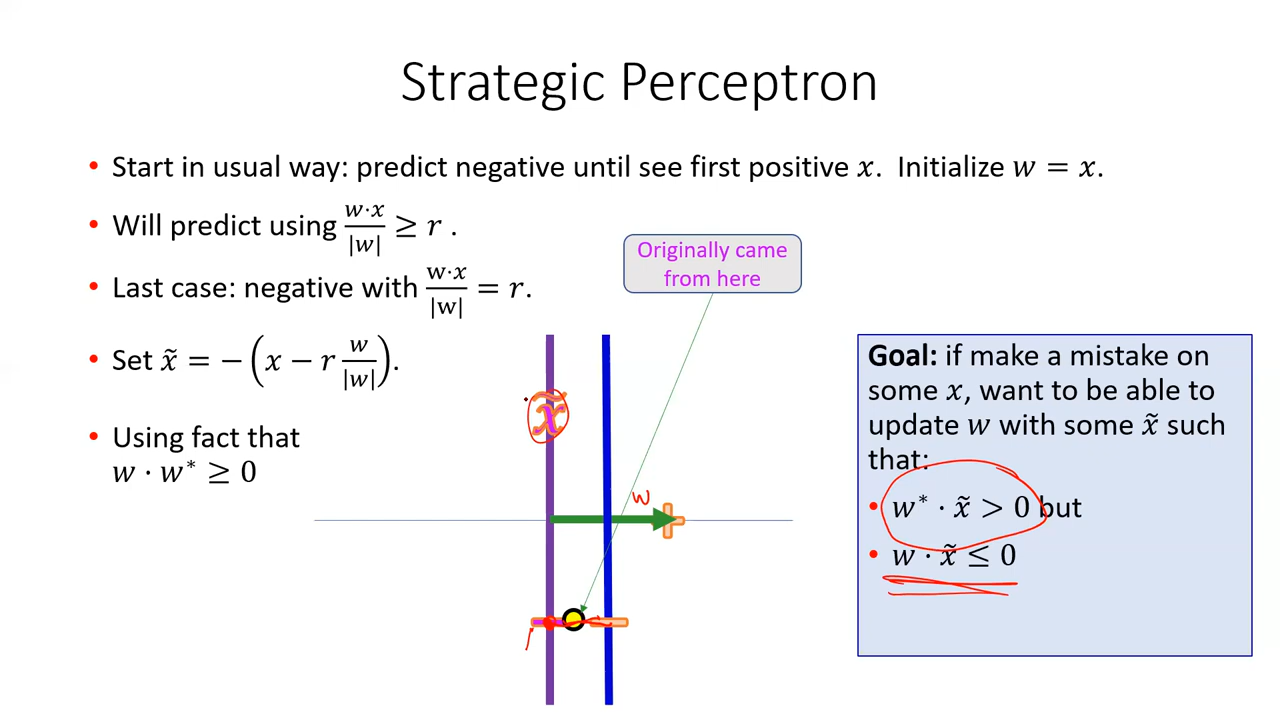 Strategic Perceptron
• Start in usual way: predict negative until see first positive 𝑥. Initialize 𝑤 = 𝑥.
• Will predict using 𝑤·𝑥/|𝑤| ≥ 𝑟 .
Originally came
from here
• Last case: negative with w·𝑥/|w| = 𝑟.
• Set 𝑥̃ = −(𝑥 − 𝑟 𝑤/|𝑤|).
• Using fact that
𝑤 · 𝑤* ≥ 0
𝑥̃
w
Goal: if make a mistake on
some 𝑥, want to be able to
update 𝑤 with some 𝑥̃ such
that:
• 𝑤* · 𝑥̃ > 0 but
• 𝑤 · 𝑥̃ ≤ 0